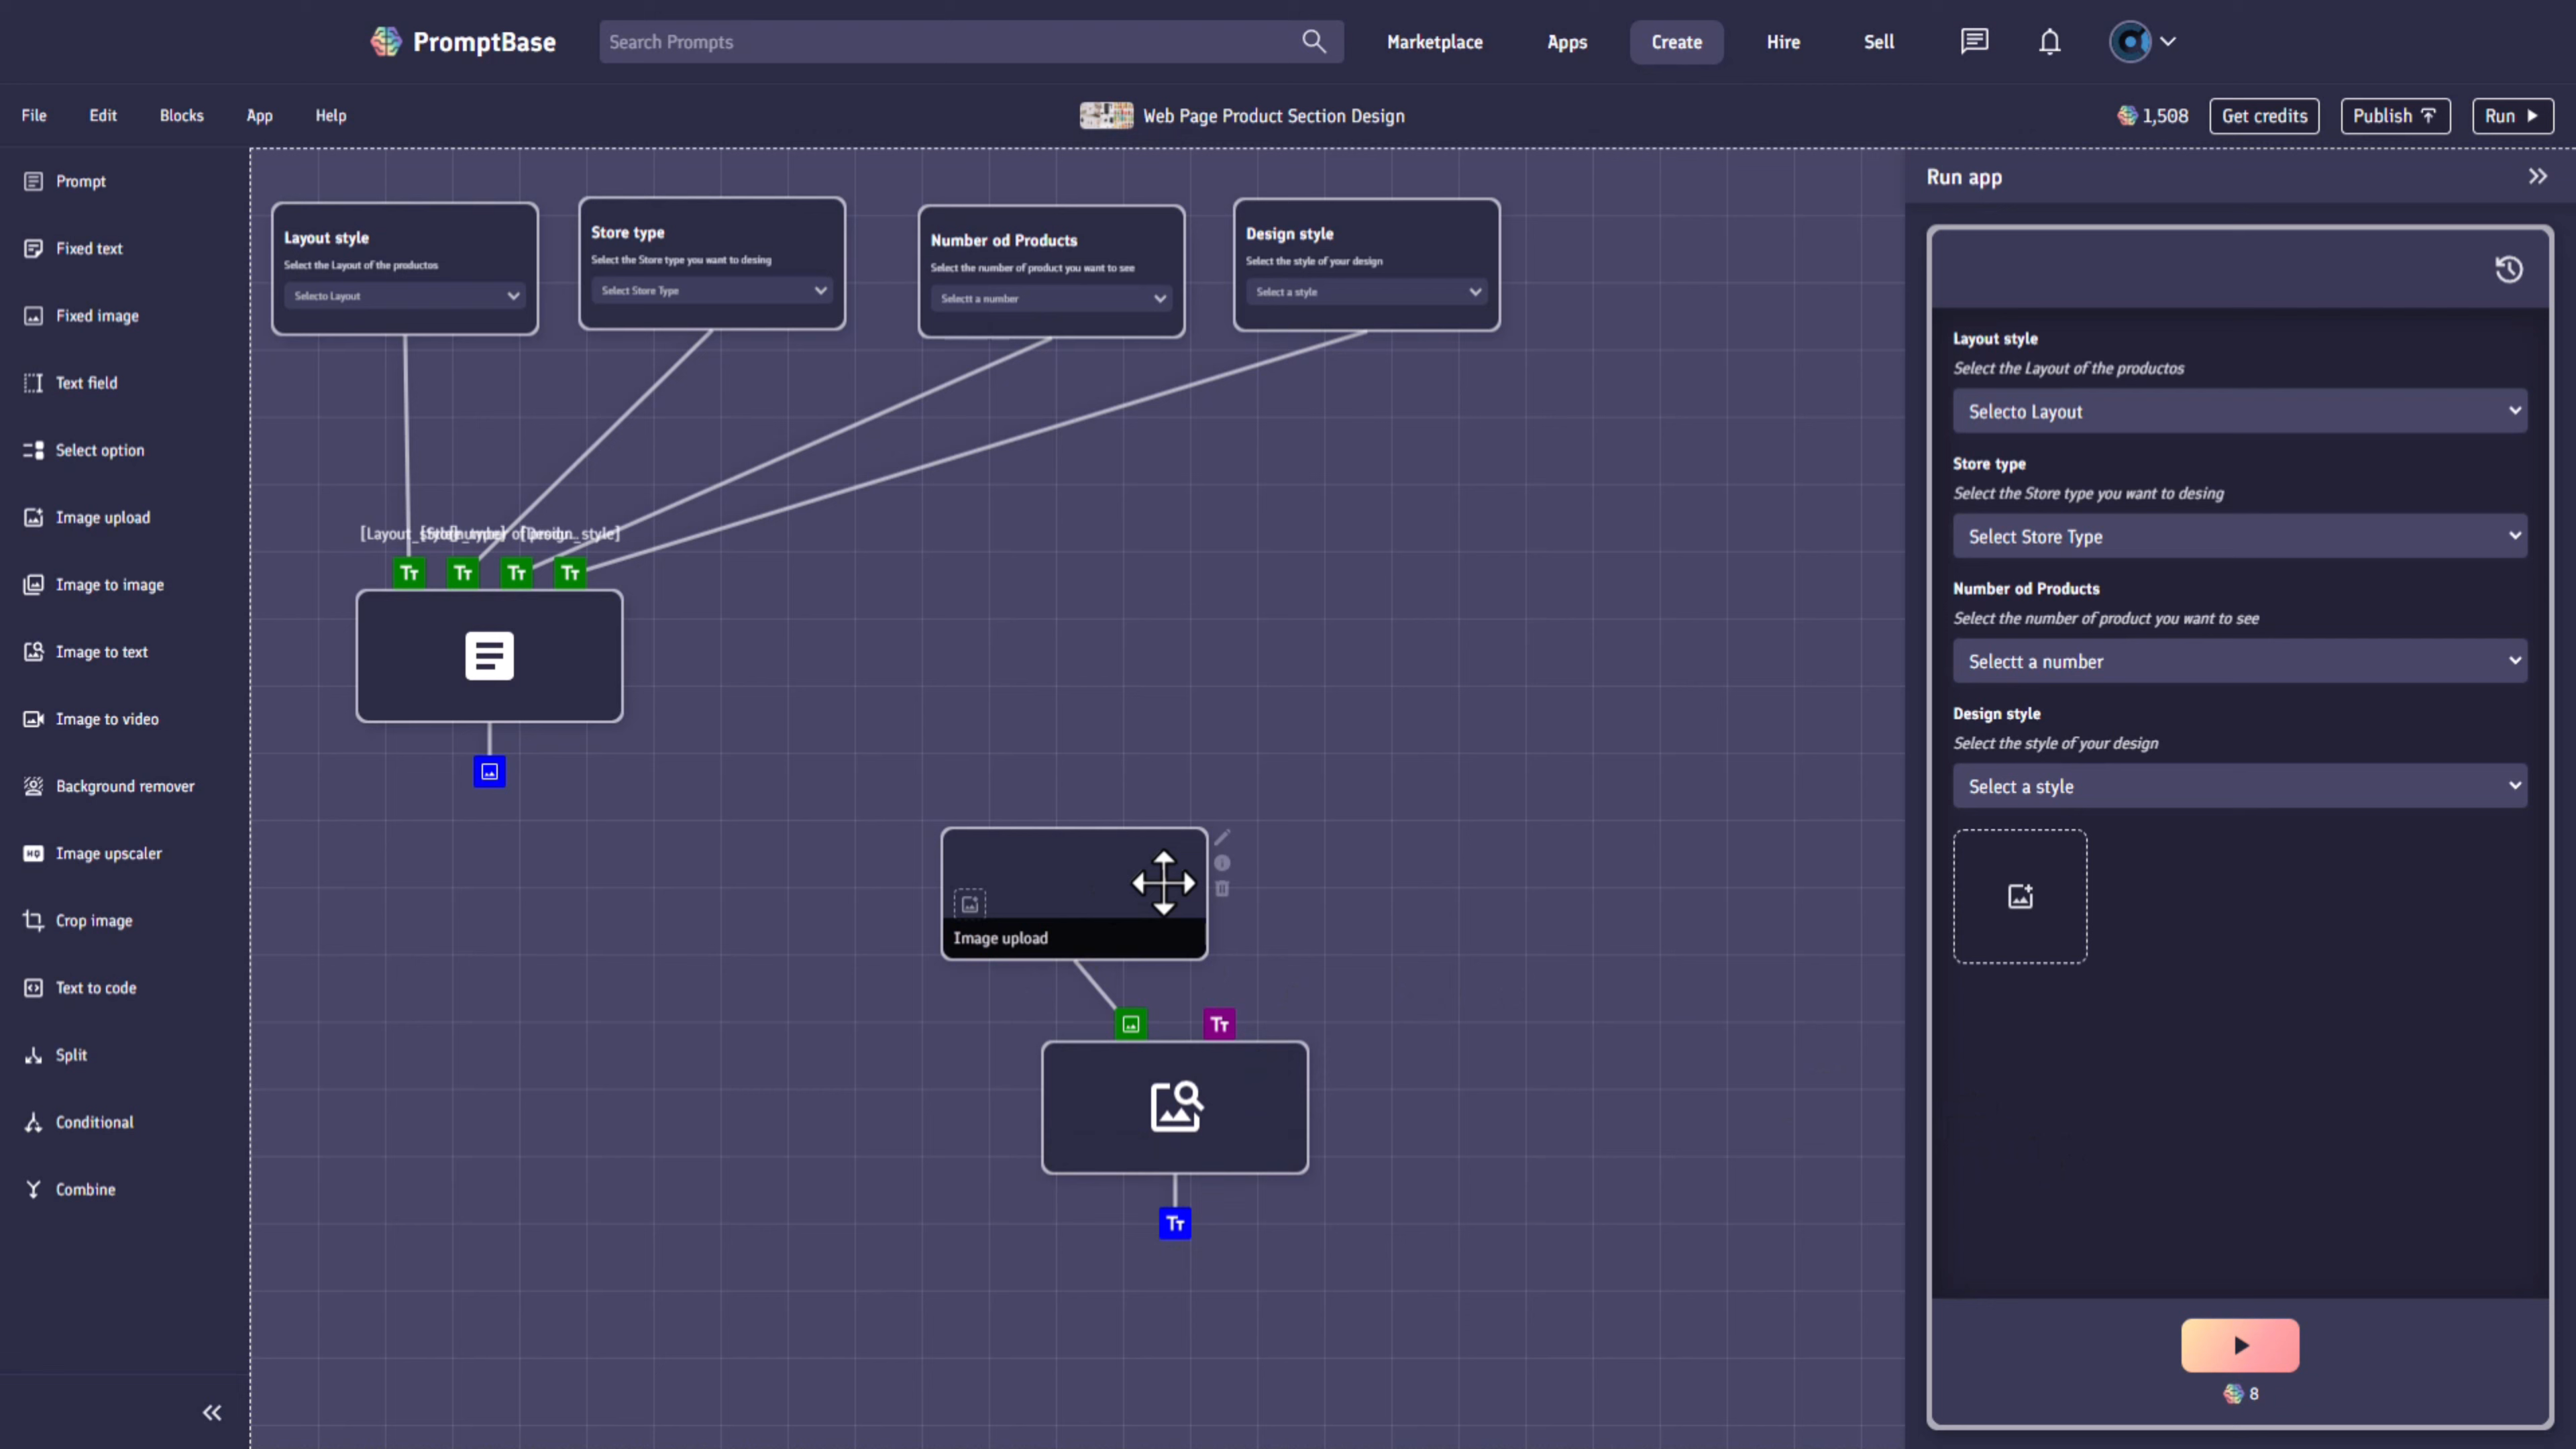 PromptBase
Search Prompts
Marketplace
Apps
Create
Hire
Sell
File
Edit
Blocks
App
Help
Web Page Product Section Design
1,508
Get credits
Publish
Run
Prompt
Fixed text
Fixed image
Text field
Select option
Image upload
Image to image
Image to text
Image to video
Background remover
HQ
Image upscaler
Crop image
Text to code
Split
Conditional
Combine
Layout style
Select the Layout of the productos
Selecto Layout
Store type
Select the Store type you want to desing
Select Store Type
Number od Products
Select the number of product you want to see
Selectt a number
Design style
Select the style of your design
Select a style
Tт
Tт
Tт
Tт
Image upload
Tт
Tт
Run app
Layout style
Select the Layout of the productos
Selecto Layout
Store type
Select the Store type you want to desing
Select Store Type
Number od Products
Select the number of product you want to see
Selectt a number
Design style
Select the style of your design
Select a style
8